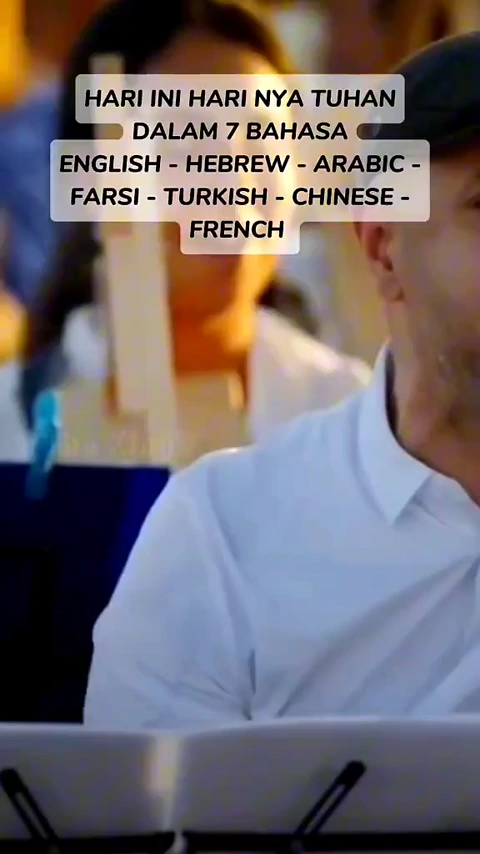 HARI INI HARI NYA TUHAN
DALAM 7 BAHASA
ENGLISH - HEBREW - ARABIC -
FARSI - TURKISH - CHINESE -
FRENCH